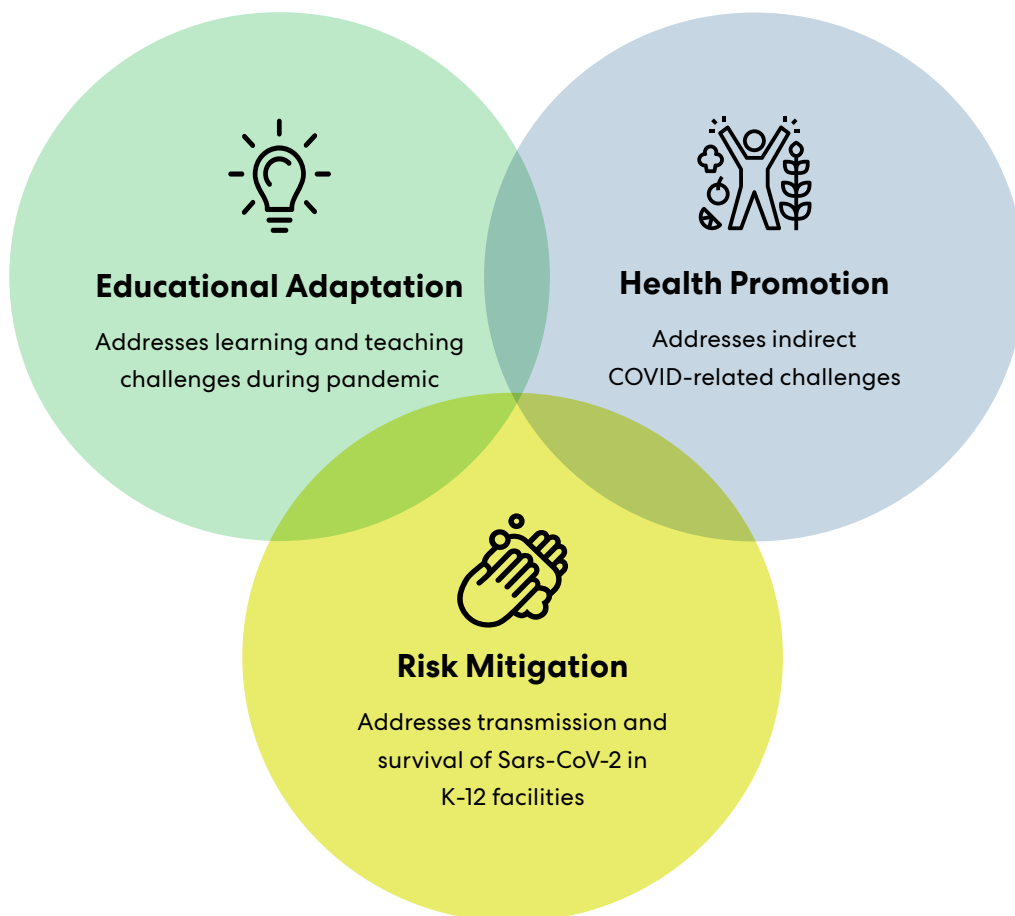 Educational Adaptation
Addresses learning and teaching
challenges during pandemic
Health Promotion
Addresses indirect
COVID-related challenges
Risk Mitigation
Addresses transmission and
survival of Sars-CoV-2 in
K-12 facilities